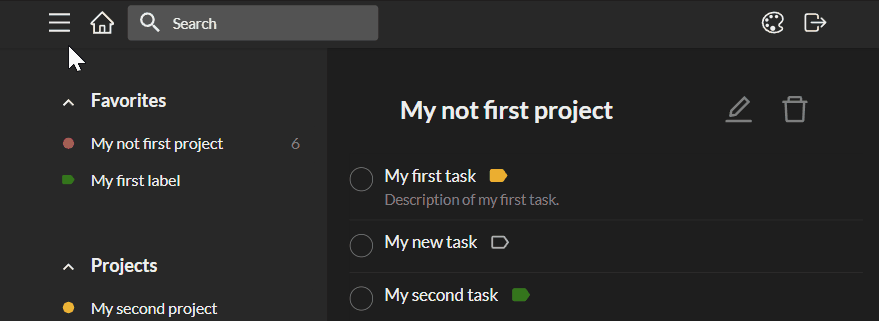 Search
Favorites
My not first project 6
My first label
Projects
My second project
My not first project
My first task
Description of my first task.
My new task
My second task